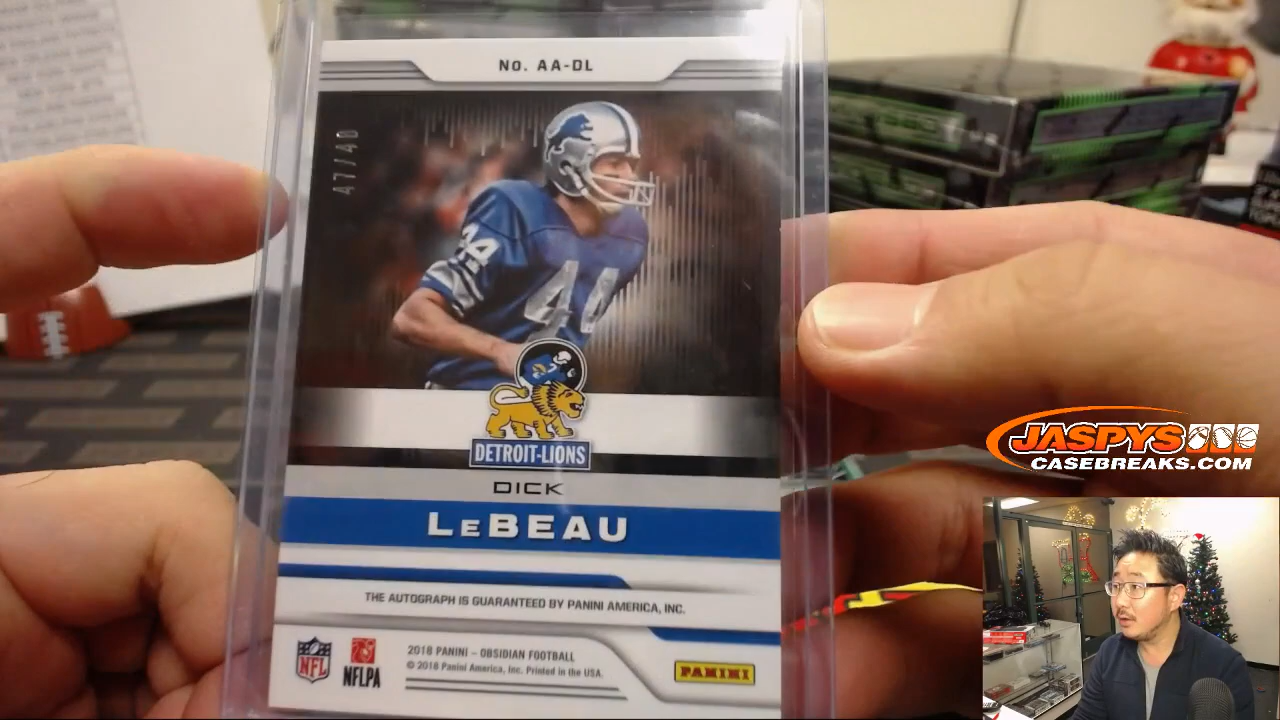 No. AA-DL
47/40
44
44
DETROIT-LIONS
DICK
LEBEAU
THE AUTOGRAPH IS GUARANTEED BY PANINI AMERICA, INC.
NFL
NFLPA
2018 PANINI – OBSIDIAN FOOTBALL
© 2018 Panini America, Inc. Printed in the USA.
PANINI
JASPYS
CASEBREAKS.COM